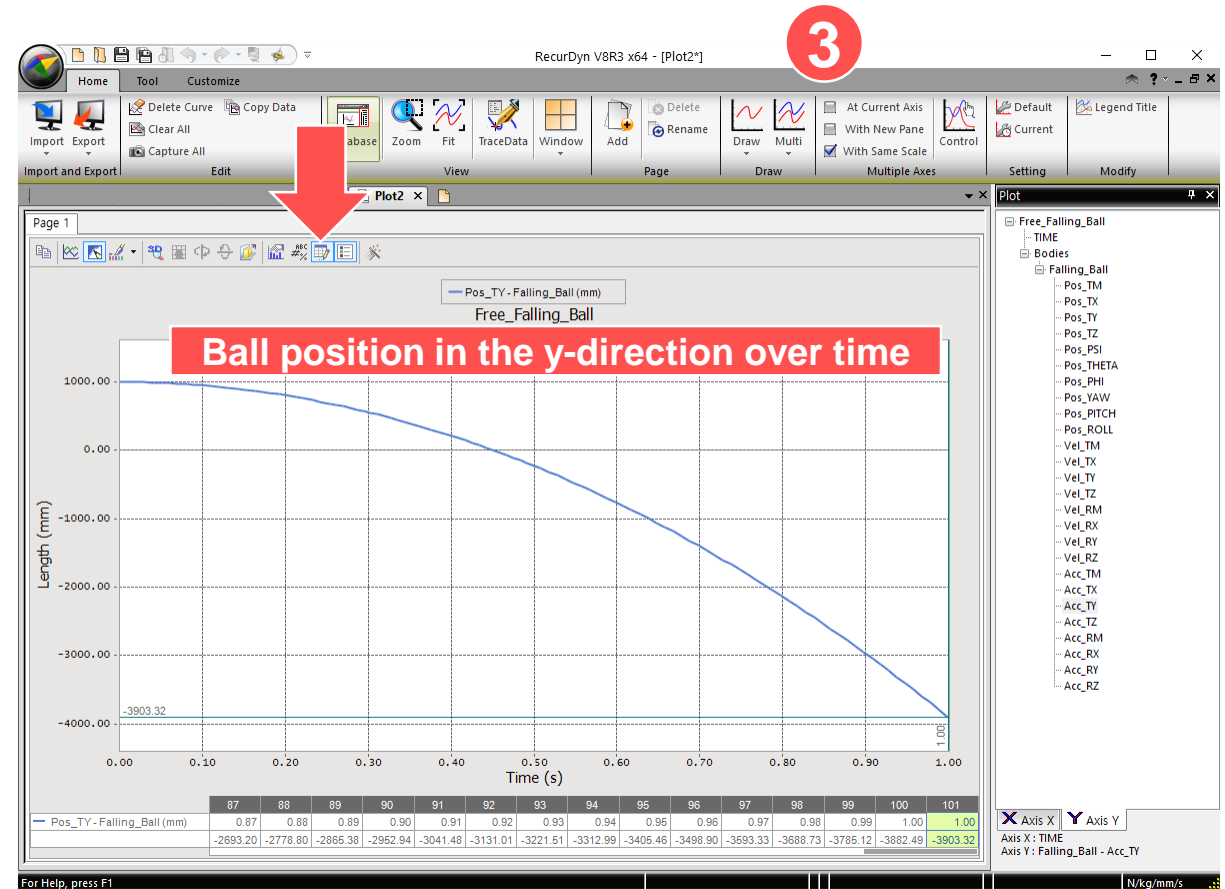 3
RecurDyn V8R3 x64 - [Plot2*]
Home Tool Customize
Import Export
Import and Export
Delete Curve Copy Data
Clear All
Capture All
Edit
Zoom Fit TraceData Window
View
Add Delete
Rename
Page
Draw Multi
Draw
At Current Axis
With New Pane
With Same Scale
Control
Multiple Axes
Default
Current
Setting
Legend Title
Modify
Plot2
Page 1
Pos_TY-Falling_Ball(mm)
Free_Falling_Ball
Ball position in the y-direction over time
1000.00
0.00
-1000.00
-2000.00
-3000.00
-4000.00
Length (mm)
-3903.32
1.00
0.00 0.10 0.20 0.30 0.40 0.50 0.60 0.70 0.80 0.90 1.00
Time (s)
87 88 89 90 91 92 93 94 95 96 97 98 99 100 101
Pos_TY-Falling_Ball(mm) 0.87 0.88 0.89 0.90 0.91 0.92 0.93 0.94 0.95 0.96 0.97 0.98 0.99 1.00 1.00
-2693.20 -2778.80 -2865.38 -2952.94 -3041.48 -3131.01 -3221.51 -3312.99 -3405.46 -3498.90 -3593.33 -3688.73 -3785.12 -3882.49 -3903.32
Plot
Free_Falling_Ball
TIME
Bodies
Falling_Ball
Pos_TM
Pos_TX
Pos_TY
Pos_TZ
Pos_PSI
Pos_THETA
Pos_PHI
Pos_YAW
Pos_PITCH
Pos_ROLL
Vel_TM
Vel_TX
Vel_TY
Vel_TZ
Vel_RM
Vel_RX
Vel_RY
Vel_RZ
Acc_TM
Acc_TX
Acc_TY
Acc_TZ
Acc_RM
Acc_RX
Acc_RY
Acc_RZ
Axis X Axis Y
Axis X : TIME
Axis Y : Falling_Ball - Acc_TY
For Help, press F1
N/kg/mm/s